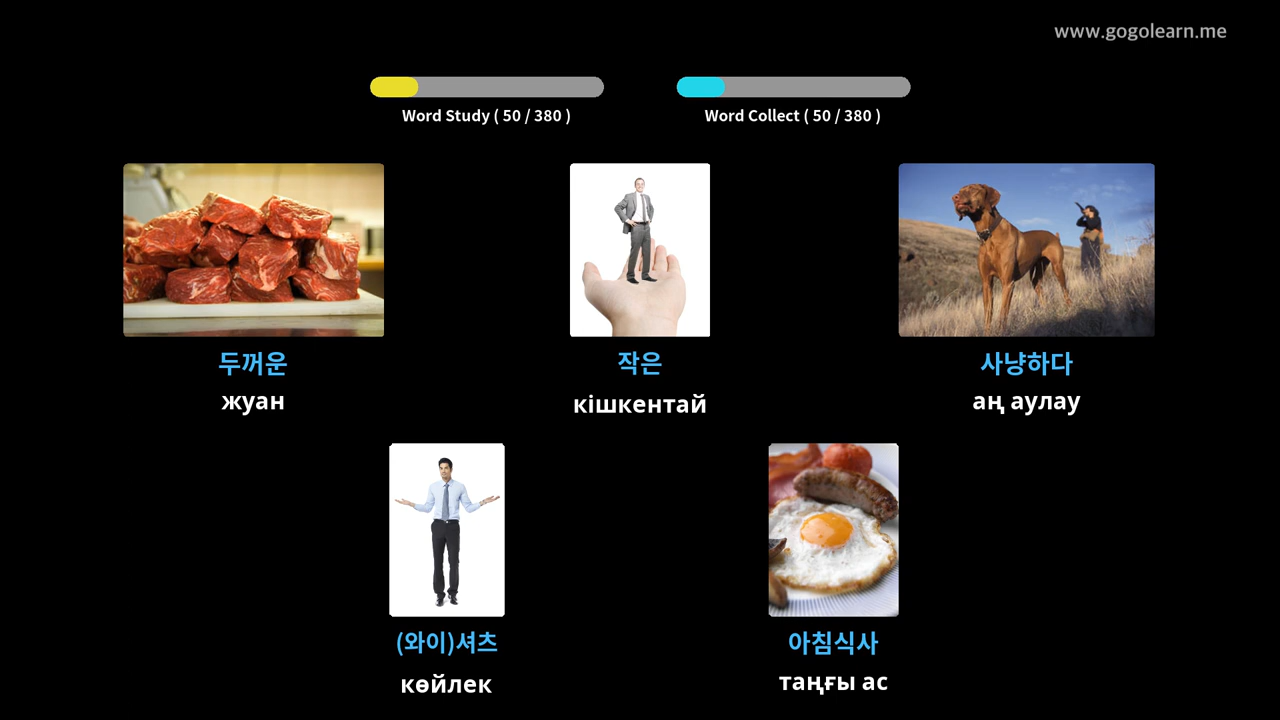 www.gogolearn.me
Word Study ( 50 / 380 )
Word Collect ( 50 / 380 )
두꺼운
жуан
작은
кішкентай
사냥하다
аң аулау
(와이)셔츠
көйлек
아침식사
таңғы ас